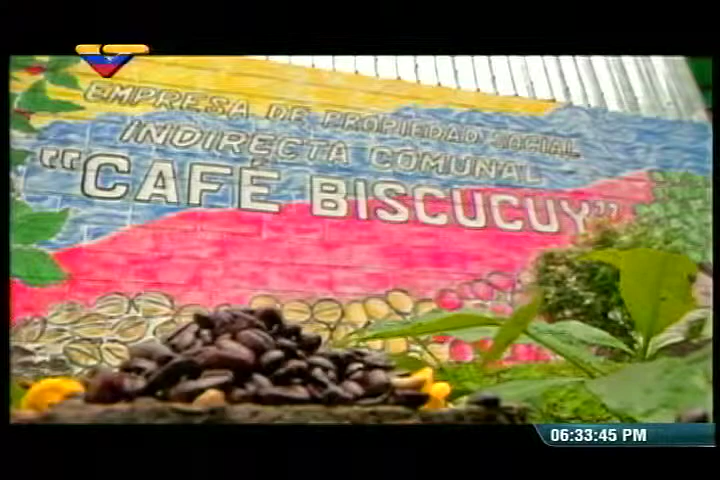 EMPRESA DE PROPIEDAD SOCIAL
INDIRECTA COMUNAL
"CAFÉ BISCUCUY"
06:33:45 PM